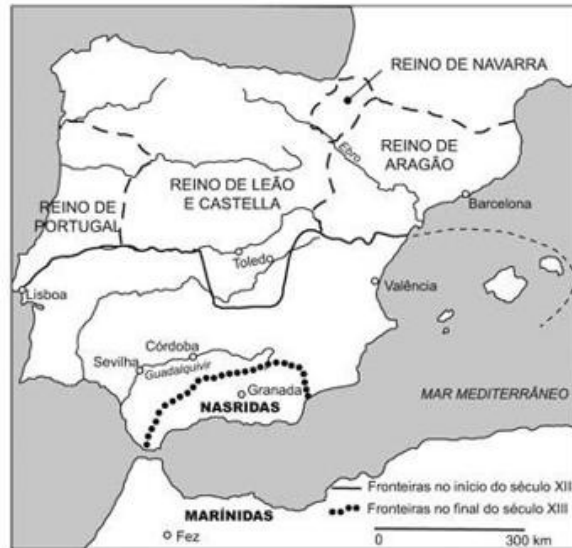 REINO DE NAVARRA
REINO DE
ARAGÃO
Ebro
REINO DE LEÃO
E CASTELLA
REINO DE
PORTUGAL
Barcelona
Toledo
Lisboa
Valência
Córdoba
Sevilha
Guadalquivir
Granada
NASRIDAS
MAR MEDITERRÂNEO
MARÍNIDAS
Fez
Fronteiras no início do século XII
Fronteiras no final do século XIII
0 300 km